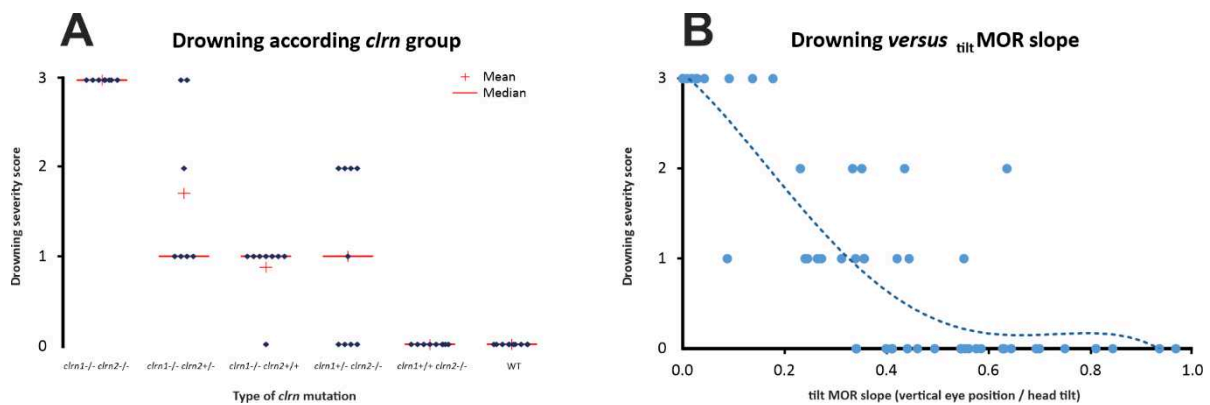 A
Drowning according clrn group
3
2
1
0
Drowning severity score
Mean
Median
clrn1-/- clrn2-/-
clrn1-/- clrn2+/-
clrn1-/- clrn2+/+
clrn1+/- clrn2-/-
clrn1+/+ clrn2-/-
WT
Type of clrn mutation
B
Drowning versus tilt MOR slope
3
2
1
0
Drowning severity score
0.0
0.2
0.4
0.6
0.8
1.0
tilt MOR slope (vertical eye position / head tilt)